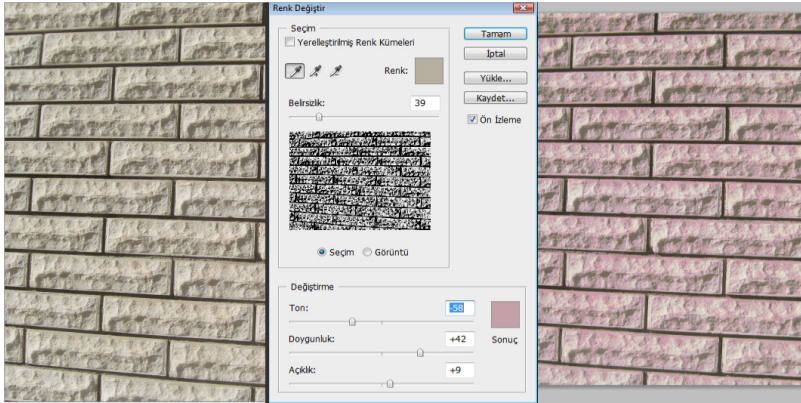 Renk Değiştir
Seçim
Yerelleştirilmiş Renk Kümeleri
Renk:
Belirsizlik:
39
Seçim
Görüntü
Tamam
İptal
Yükle...
Kaydet...
Ön İzleme
Değiştirme
Ton:
-58
Doygunluk:
+42
Sonuç
Açıklık:
+9